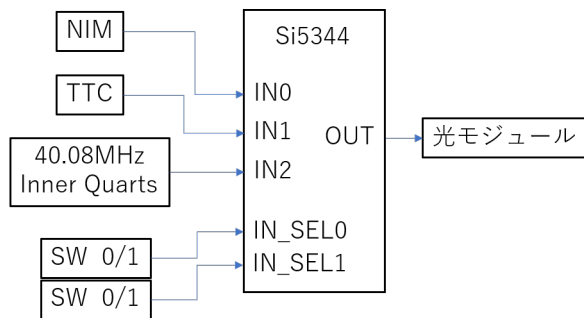 NIM
TTC
40.08MHz
Inner Quarts
SW 0/1
SW 0/1
Si5344
IN0
IN1
IN2
IN_SEL0
IN_SEL1
OUT
光モジュール